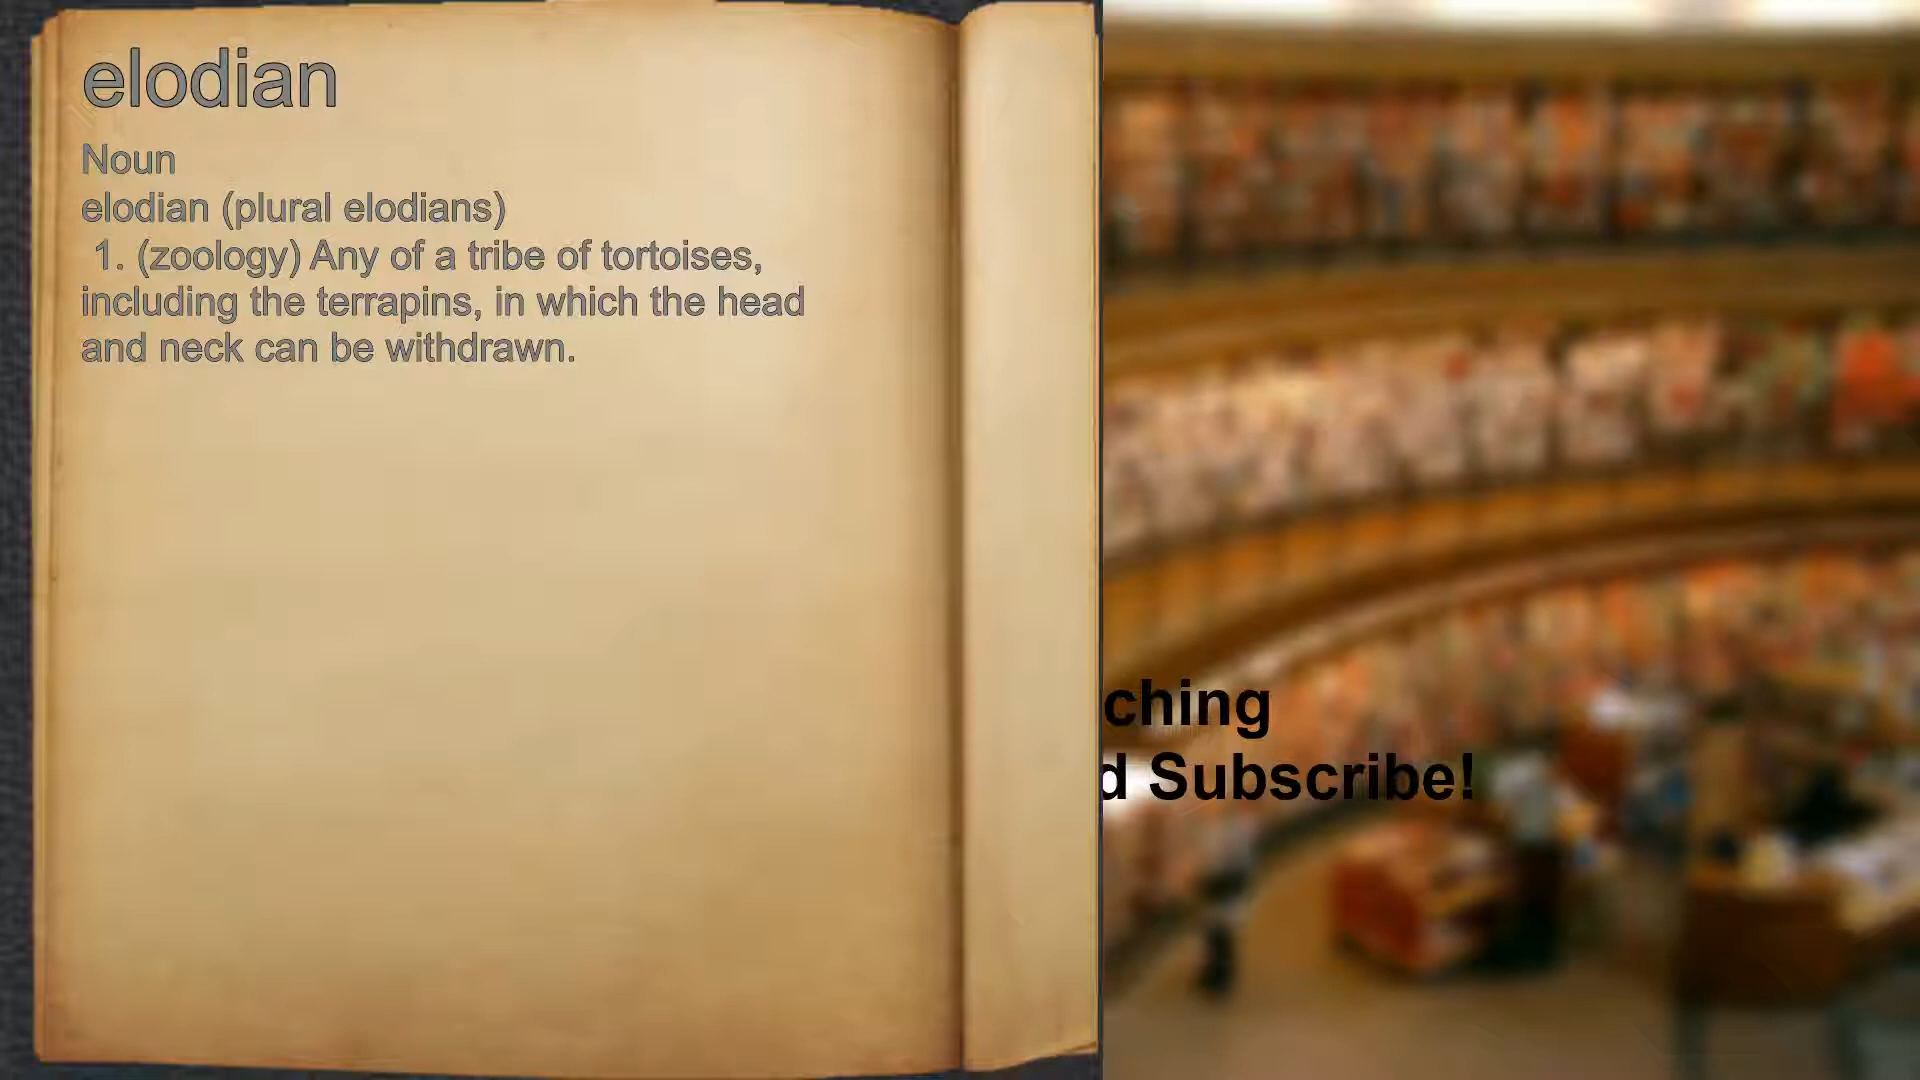 elodian
Noun
elodian (plural elodians)
1. (zoology) Any of a tribe of tortoises,
including the terrapins, in which the head
and neck can be withdrawn.
ching
d Subscribe!